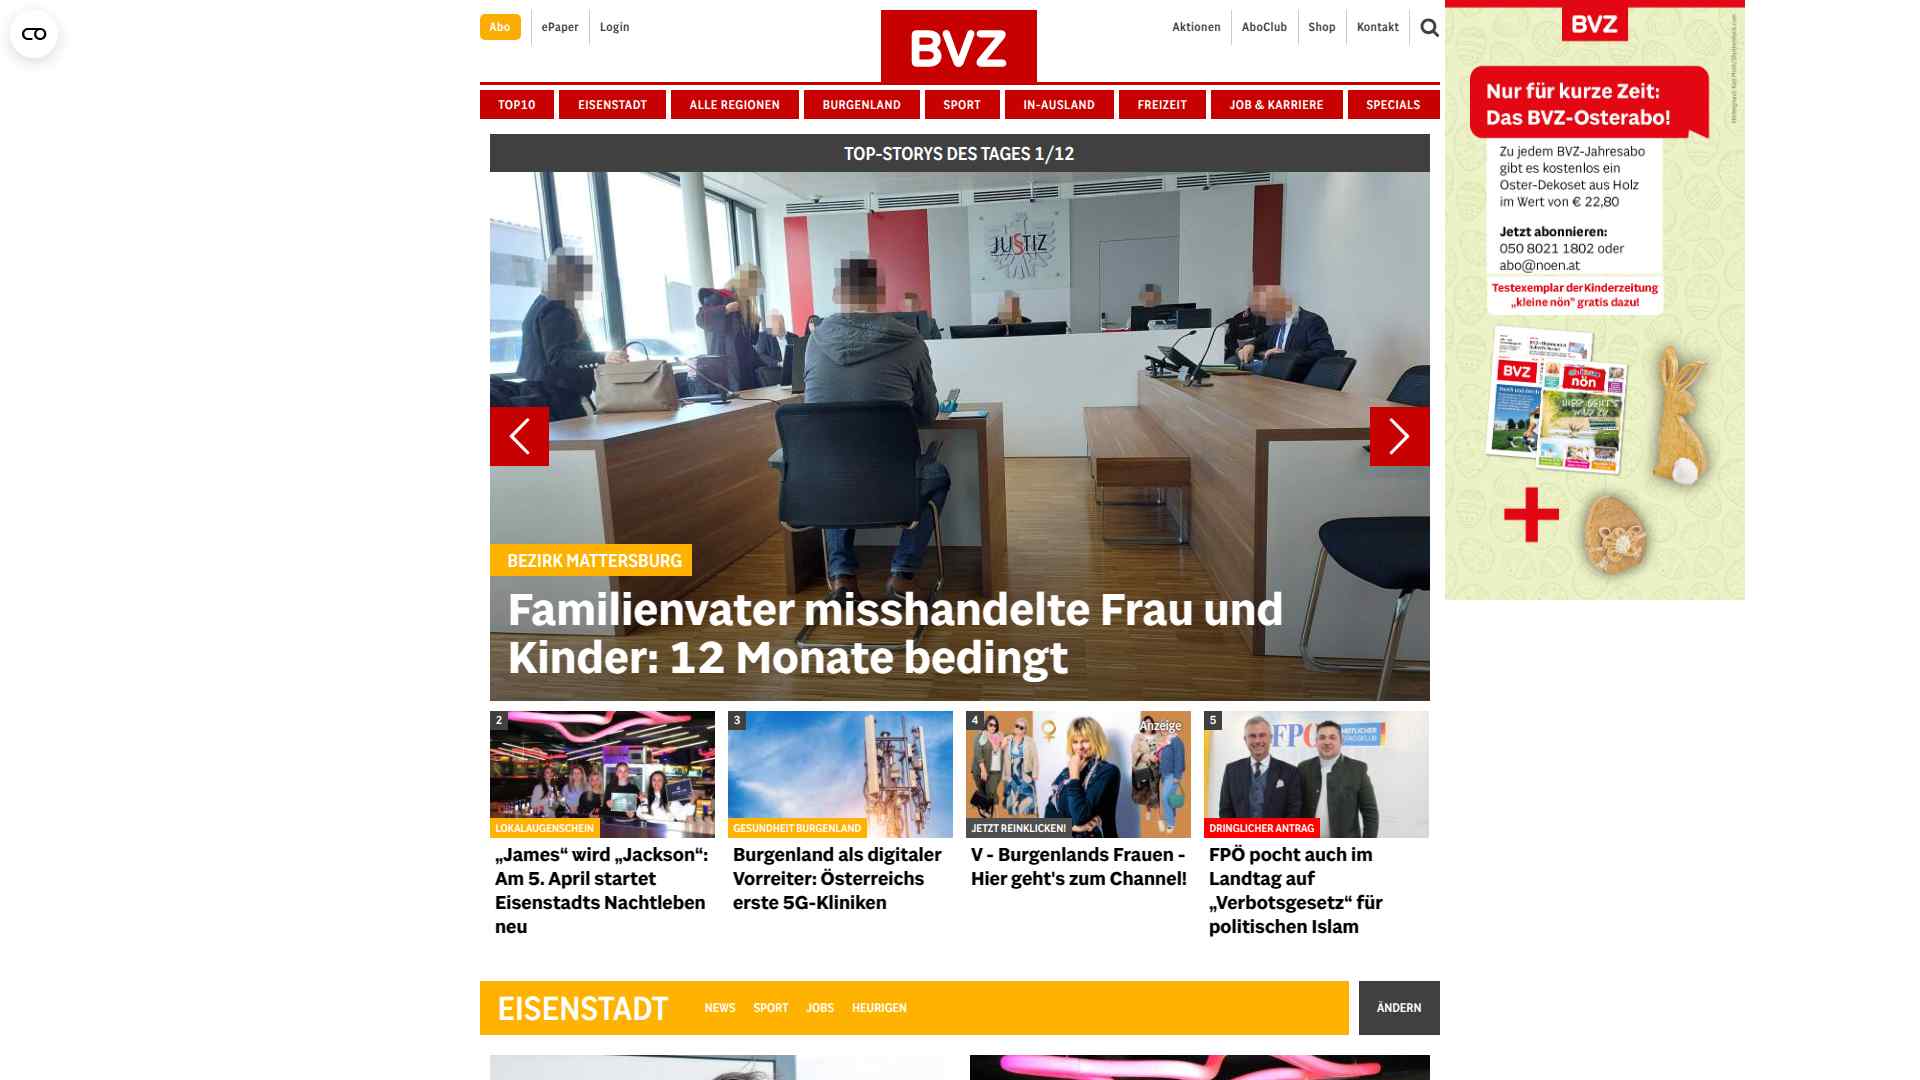 Abo
ePaper
Login
BVZ
Aktionen
AboClub
Shop
Kontakt
TOP10
EISENSTADT
ALLE REGIONEN
BURGENLAND
SPORT
IN-AUSLAND
FREIZEIT
JOB & KARRIERE
SPECIALS
TOP-STORYS DES TAGES 1/12
JUSTIZ
BEZIRK MATTERSBURG
Familienvater misshandelte Frau und
Kinder: 12 Monate bedingt
2
LOKALAUGENSCHEIN
„James“ wird „Jackson“:
Am 5. April startet
Eisenstadts Nachtleben
neu
3
GESUNDHEIT BURGENLAND
Burgenland als digitaler
Vorreiter: Österreichs
erste 5G-Kliniken
4
Anzeige
JETZT REINKLICKEN!
V - Burgenlands Frauen -
Hier geht's zum Channel!
5
DRINGLICHER ANTRAG
FPÖ pocht auch im
Landtag auf
„Verbotsgesetz“ für
politischen Islam
EISENSTADT
NEWS
SPORT
JOBS
HEURIGEN
ÄNDERN
BVZ
Nur für kurze Zeit:
Das BVZ-Osterabo!
Zu jedem BVZ-Jahresabo
gibt es kostenlos ein
Oster-Dekoset aus Holz
im Wert von € 22,80
Jetzt abonnieren:
050 8021 1802 oder
abo@noen.at
Testexemplar der Kinderzeitung
„kleine nön“ gratis dazu!
BVZ
nön